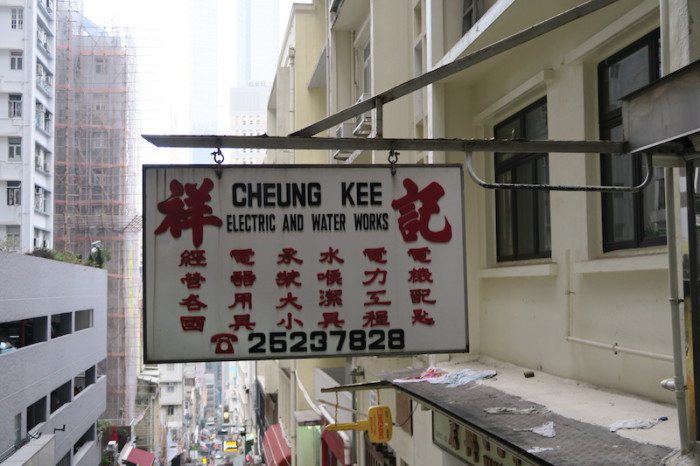 祥記
CHEUNG KEE
ELECTRIC AND WATER WORKS
經營各國
電器用具
承裝大小
水喉潔具
電力工程
電機配匙
☎25237828